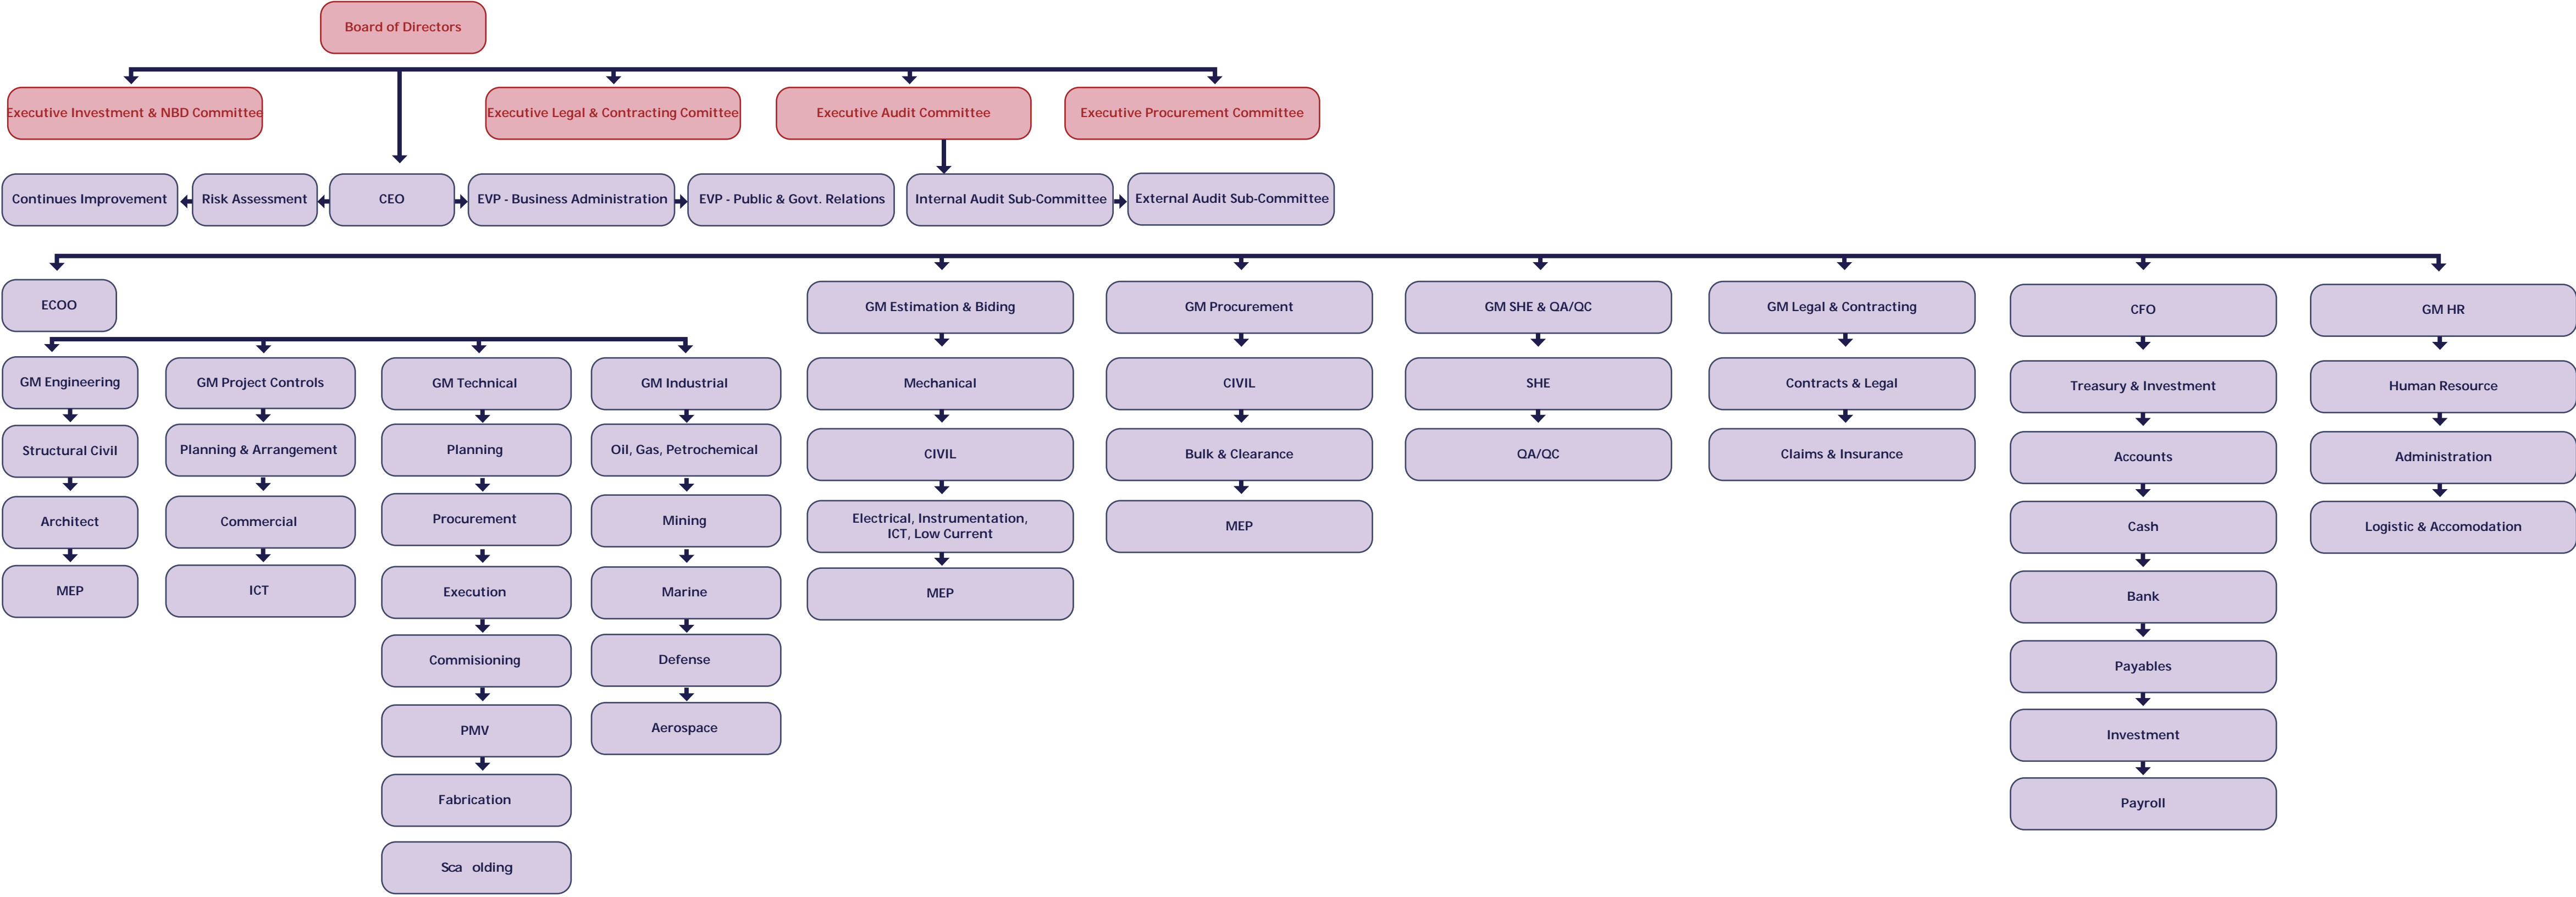 Board of Directors
Executive Investment & NBD Committee
Executive Legal & Contracting Comittee
Executive Audit Committee
Executive Procurement Committee
Continues Improvement
Risk Assessment
CEO
EVP - Business Administration
EVP - Public & Govt. Relations
Internal Audit Sub-Committee
External Audit Sub-Committee
ECOO
GM Estimation & Biding
GM Procurement
GM SHE & QA/QC
GM Legal & Contracting
CFO
GM HR
GM Engineering
Structural Civil
Architect
MEP
GM Project Controls
Planning & Arrangement
Commercial
ICT
GM Technical
Planning
Procurement
Execution
Commisioning
PMV
Fabrication
Sca olding
GM Industrial
Oil, Gas, Petrochemical
Mining
Marine
Defense
Aerospace
Mechanical
CIVIL
Electrical, Instrumentation,
ICT, Low Current
MEP
CIVIL
Bulk & Clearance
MEP
SHE
QA/QC
Contracts & Legal
Claims & Insurance
Treasury & Investment
Accounts
Cash
Bank
Payables
Investment
Payroll
Human Resource
Administration
Logistic & Accomodation